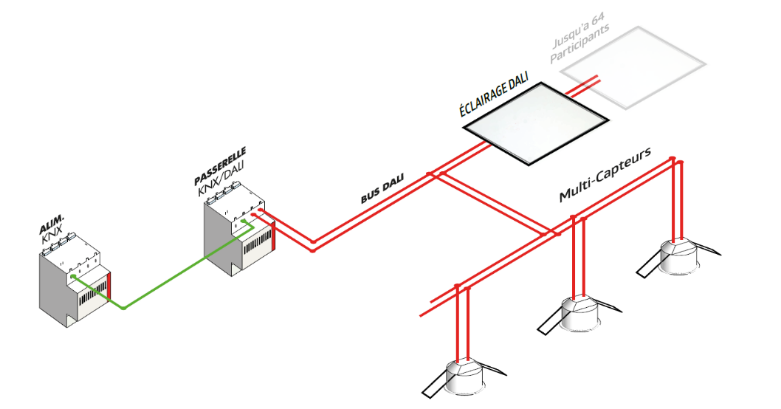 Jusqu'a 64
Participants
ÉCLAIRAGE DALI
PASSERELLE
KNX/DALI
BUS DALI
Multi-Capteurs
ALIM.
KNX